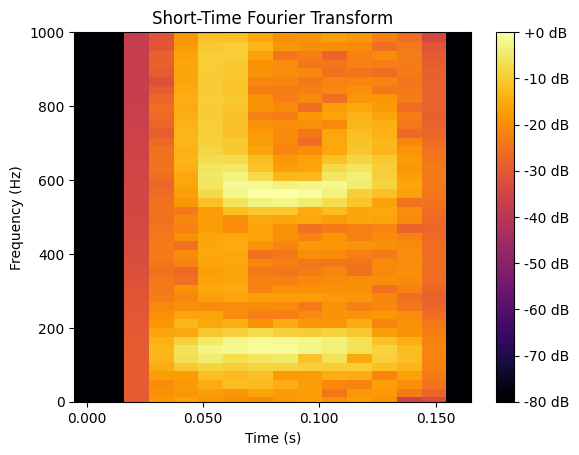 Short-Time Fourier Transform
1000
800
600
400
200
0
Frequency (Hz)
0.000
0.050
0.100
0.150
Time (s)
+0 dB
-10 dB
-20 dB
-30 dB
-40 dB
-50 dB
-60 dB
-70 dB
-80 dB